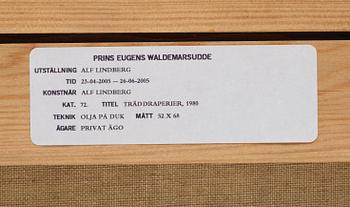 PRINS EUGENS WALDEMARSUDDE
UTSTÄLLNING ALF LINDBERG
TID 23-04-2005 -- 26-06-2005
KONSTNÄR ALF LINDBERG
KAT. 72. TITEL TRÄDDRAPERIER, 1980
TEKNIK OLJA PÅ DUK MÅTT 52 X 68
ÄGARE PRIVAT ÄGO